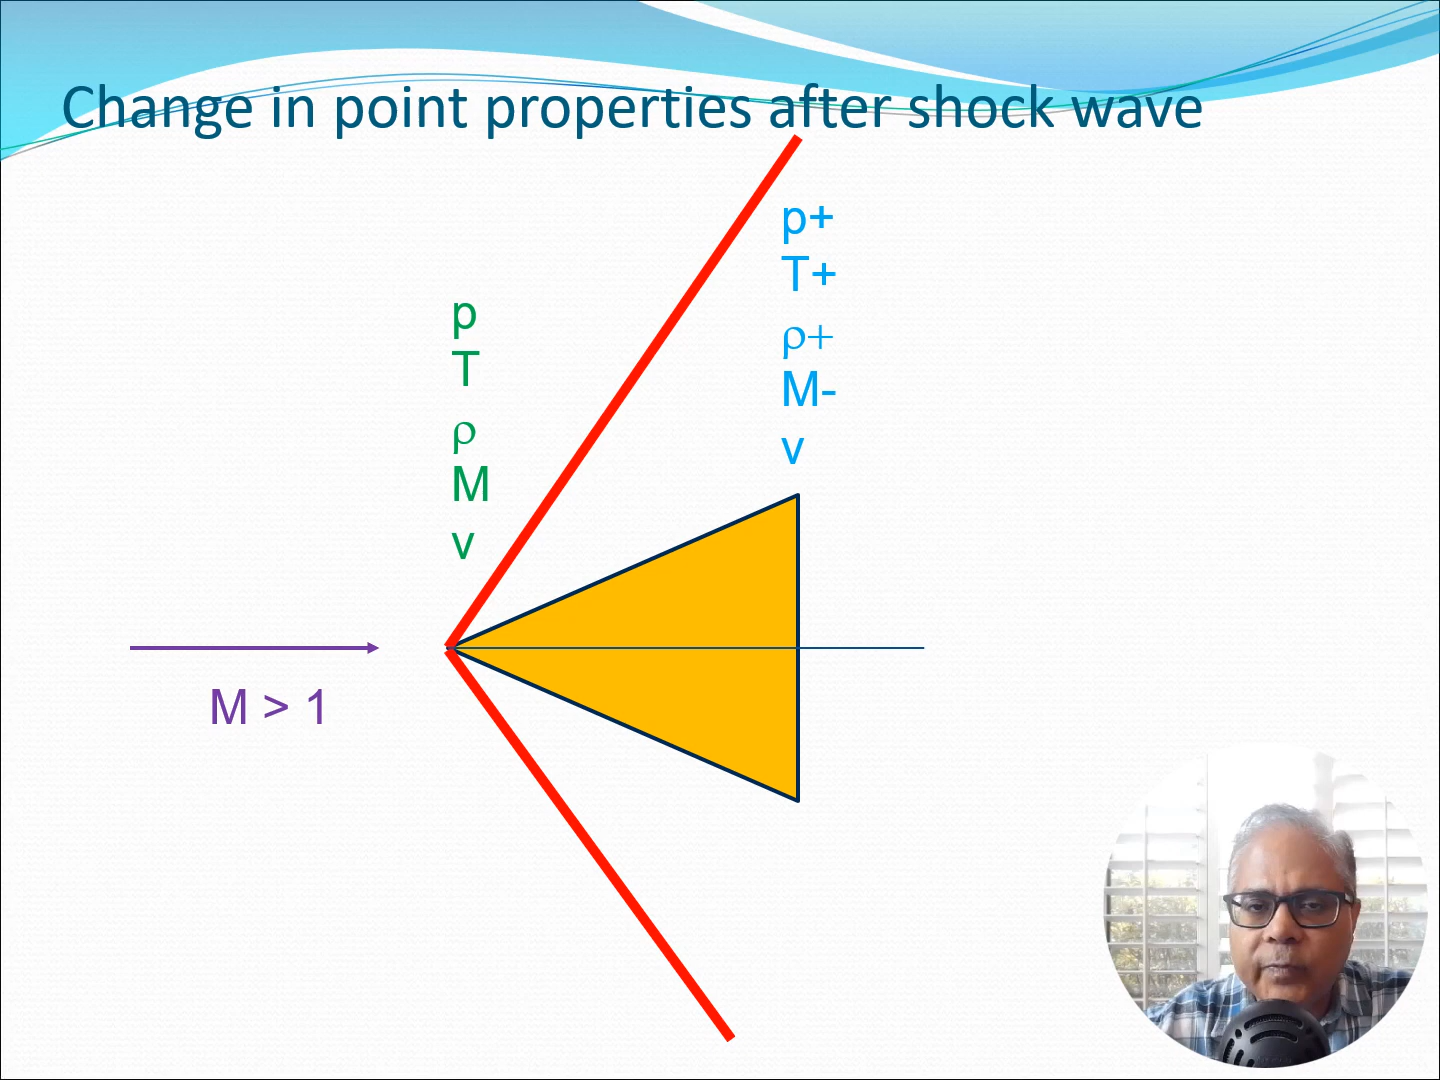 Change in point properties after shock wave
p
T
ρ
M
v
p+
T+
ρ+
M-
v
M > 1